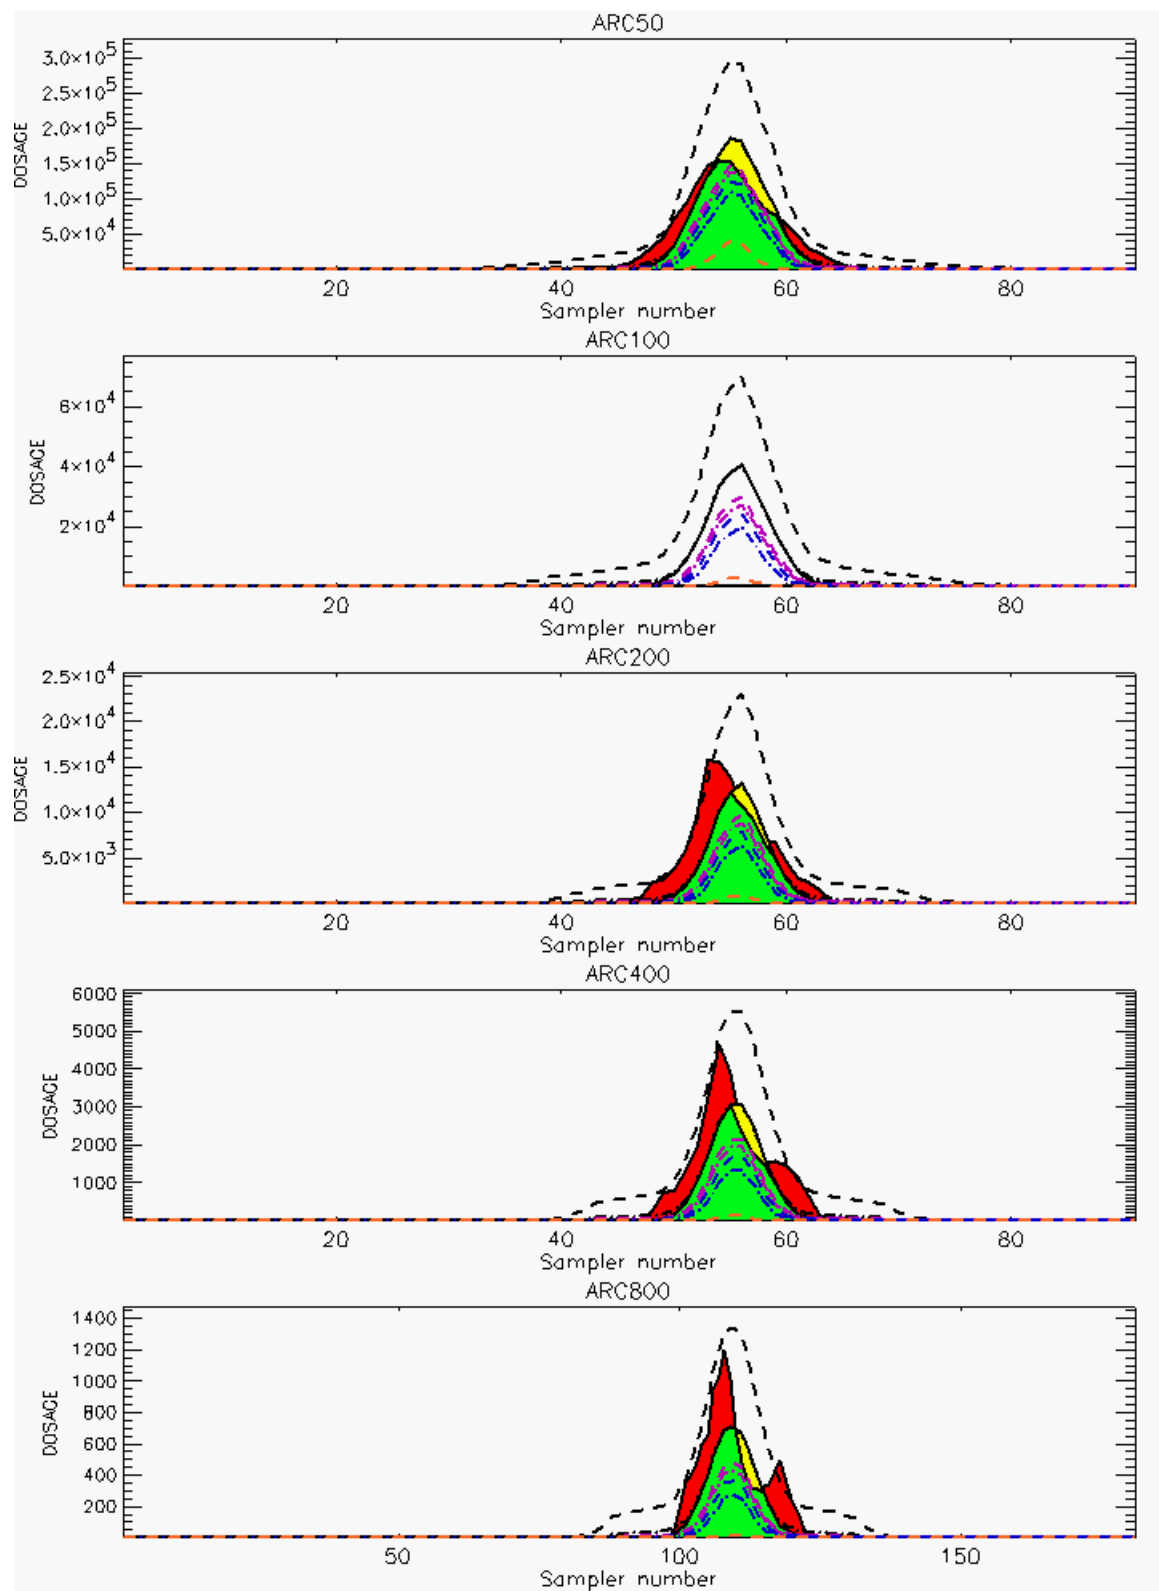 ARC50
3.0×10^5
2.5×10^5
2.0×10^5
1.5×10^5
1.0×10^5
5.0×10^4
DOSAGE
20 40 60 80
Sampler number
ARC100
6×10^4
4×10^4
2×10^4
DOSAGE
20 40 60 80
Sampler number
ARC200
2.5×10^4
2.0×10^4
1.5×10^4
1.0×10^4
5.0×10^3
DOSAGE
20 40 60 80
Sampler number
ARC400
6000
5000
4000
3000
2000
1000
DOSAGE
20 40 60 80
Sampler number
ARC800
1400
1200
1000
800
600
400
200
DOSAGE
50 100 150
Sampler number